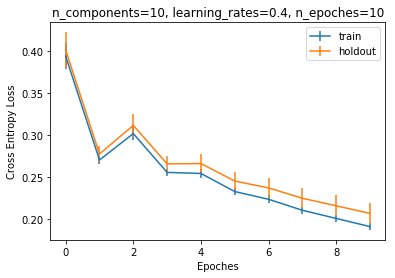 n_components=10, learning_rates=0.4, n_epoches=10
train
holdout
0.40
0.35
0.30
0.25
0.20
Cross Entropy Loss
0 2 4 6 8
Epoches